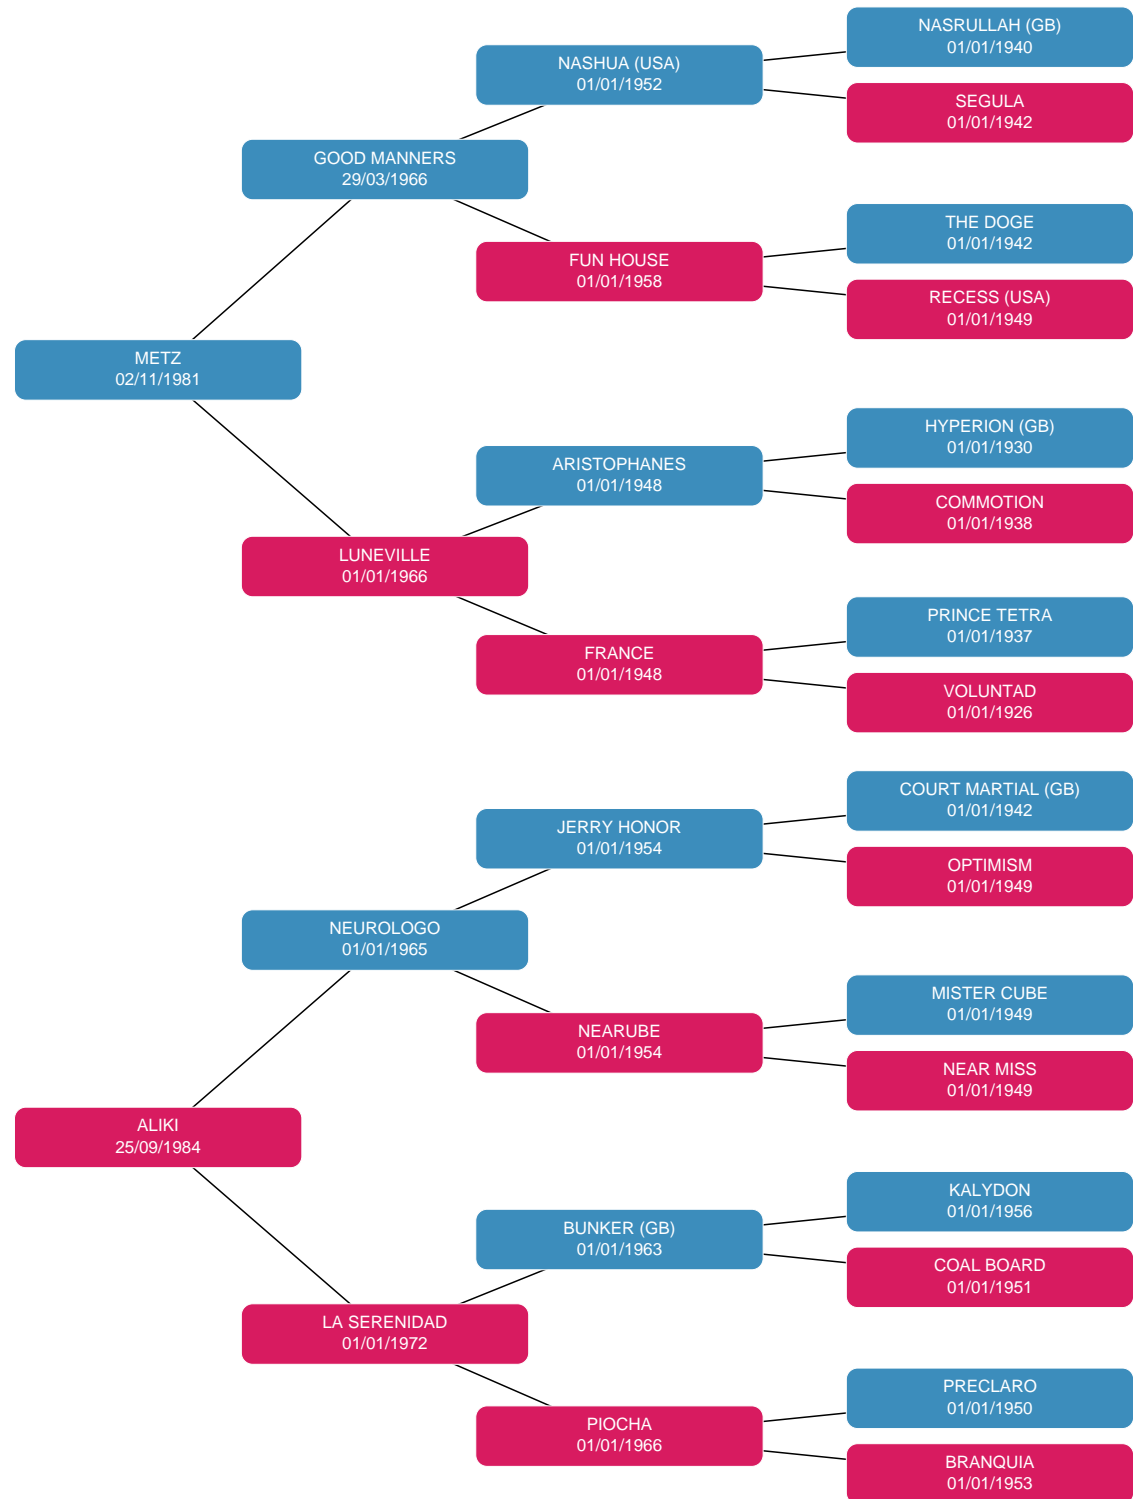 NASRULLAH (GB)
01/01/1940
NASHUA (USA)
01/01/1952
SEGULA
01/01/1942
GOOD MANNERS
29/03/1966
THE DOGE
01/01/1942
FUN HOUSE
01/01/1958
RECESS (USA)
01/01/1949
METZ
02/11/1981
HYPERION (GB)
01/01/1930
ARISTOPHANES
01/01/1948
COMMOTION
01/01/1938
LUNEVILLE
01/01/1966
PRINCE TETRA
01/01/1937
FRANCE
01/01/1948
VOLUNTAD
01/01/1926
COURT MARTIAL (GB)
01/01/1942
JERRY HONOR
01/01/1954
OPTIMISM
01/01/1949
NEUROLOGO
01/01/1965
MISTER CUBE
01/01/1949
NEARUBE
01/01/1954
NEAR MISS
01/01/1949
ALIKI
25/09/1984
KALYDON
01/01/1956
BUNKER (GB)
01/01/1963
COAL BOARD
01/01/1951
LA SERENIDAD
01/01/1972
PRECLARO
01/01/1950
PIOCHA
01/01/1966
BRANQUIA
01/01/1953